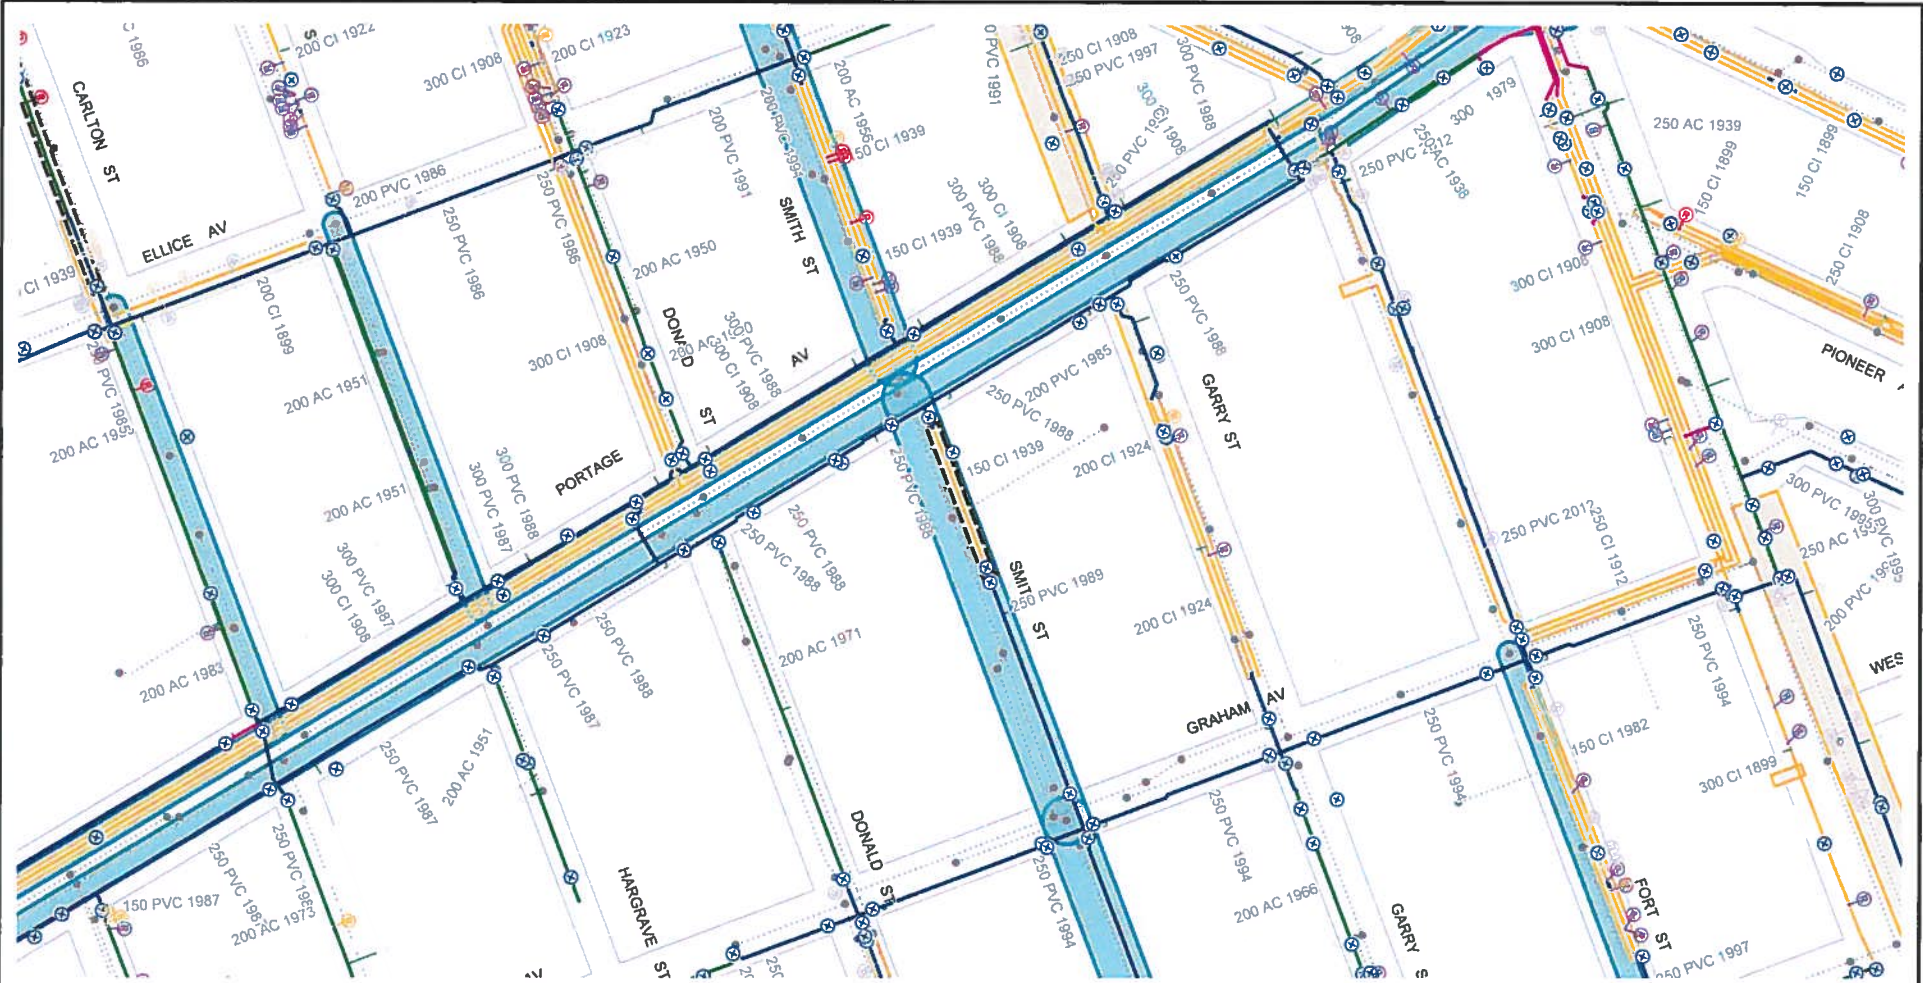 200 CI 1922
200 CI 1923
300 CI 1908
250 CI 1908
250 PVC 1997
200 AC 1956
150 CI 1939
300 PVC 1988
300 1979
250 AC 1939
150 CI 1899
150 CI 1899
250 CI 1908
CARLTON ST
200 PVC 1986
ELLICE AV
200 PVC 1991
SMITH ST
150 CI 1939
250 PVC 2012
250 AC 1938
250 PVC 1986
250 PVC 1986
200 AC 1950
300 PVC 1988
300 CI 1908
200 CI 1899
300 CI 1908
DONALD ST
300 CI 1908
300 CI 1908
PIONEER
250 PVC 1988
200 PVC 1985
GARRY ST
200 AC 1951
200 AC 1951
PORTAGE AV
300 PVC 1988
300 PVC 1987
250 PVC 1988
150 CI 1939
200 CI 1924
250 PVC 1988
250 PVC 1988
250 PVC 2012
250 CI 1912
300 PVC 1995
300 PVC 1987
300 CI 1908
250 PVC 1989
200 CI 1924
200 AC 1983
250 PVC 1988
250 PVC 1987
200 AC 1971
GRAHAM AV
250 PVC 1994
250 PVC 1994
150 CI 1982
300 CI 1899
WES
250 PVC 1987
200 AC 1951
DONALD ST
HARGRAVE ST
150 PVC 1987
200 AC 1973
250 PVC 1994
250 PVC 1994
200 AC 1966
GARRY S
FORT ST
250 PVC 1997
AV